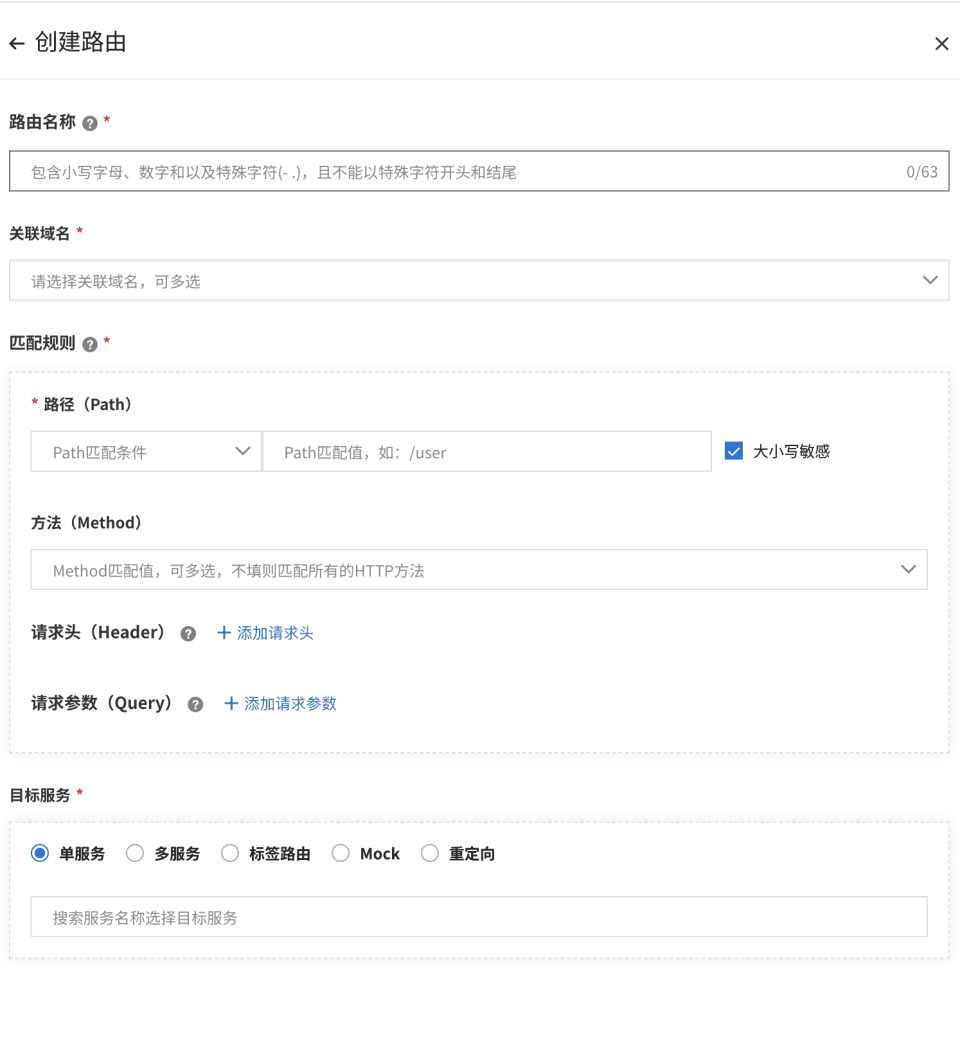 创建路由
路由名称 ? *
包含小写字母、数字和以及特殊字符(- .)，且不能以特殊字符开头和结尾 0/63
关联域名 *
请选择关联域名，可多选
匹配规则 ? *
* 路径（Path）
Path匹配条件 Path匹配值，如：/user 大小写敏感
方法（Method）
Method匹配值，可多选，不填则匹配所有的HTTP方法
请求头（Header） ? + 添加请求头
请求参数（Query） ? + 添加请求参数
目标服务 *
单服务 多服务 标签路由 Mock 重定向
搜索服务名称选择目标服务